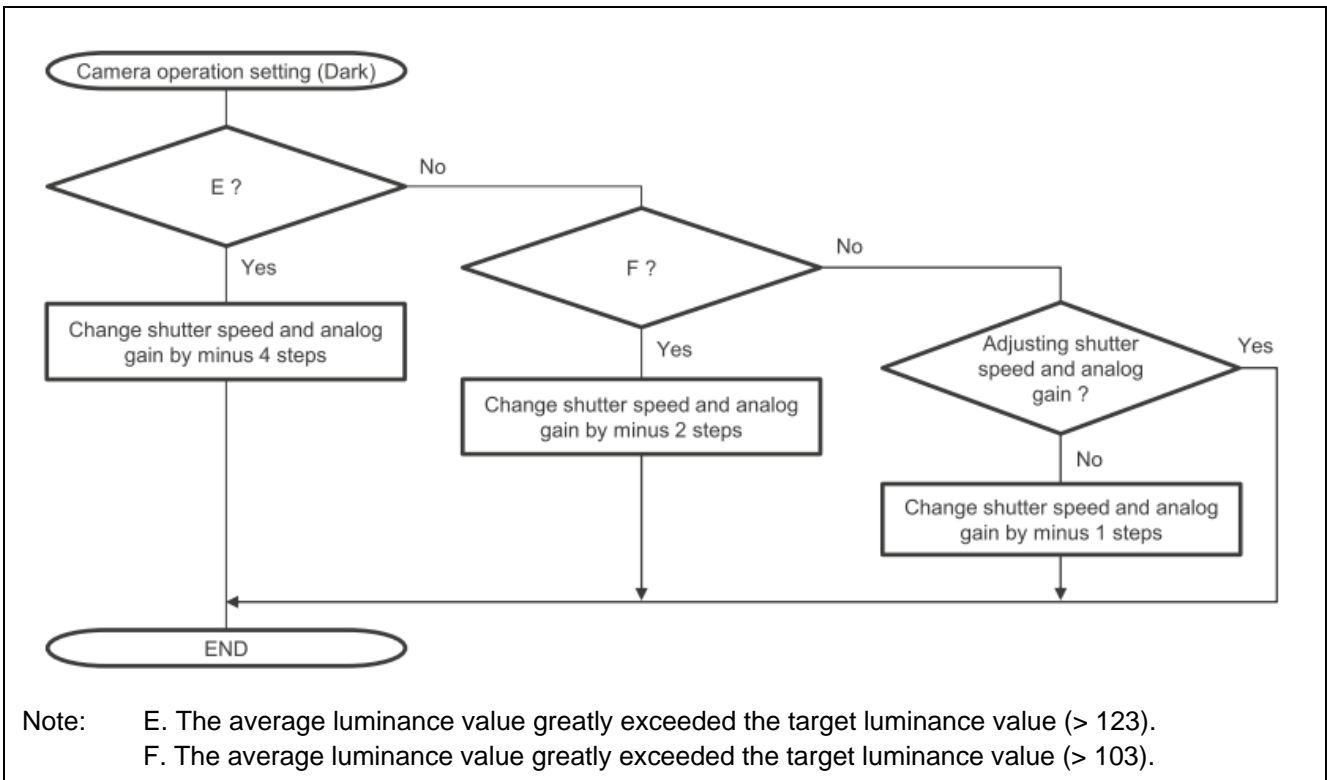 Camera operation setting (Dark)
E ?
No
Yes
Change shutter speed and analog
gain by minus 4 steps
F ?
No
Yes
Change shutter speed and analog
gain by minus 2 steps
Adjusting shutter
speed and analog
gain ?
Yes
No
Change shutter speed and analog
gain by minus 1 steps
END
Note: E. The average luminance value greatly exceeded the target luminance value (> 123).
F. The average luminance value greatly exceeded the target luminance value (> 103).